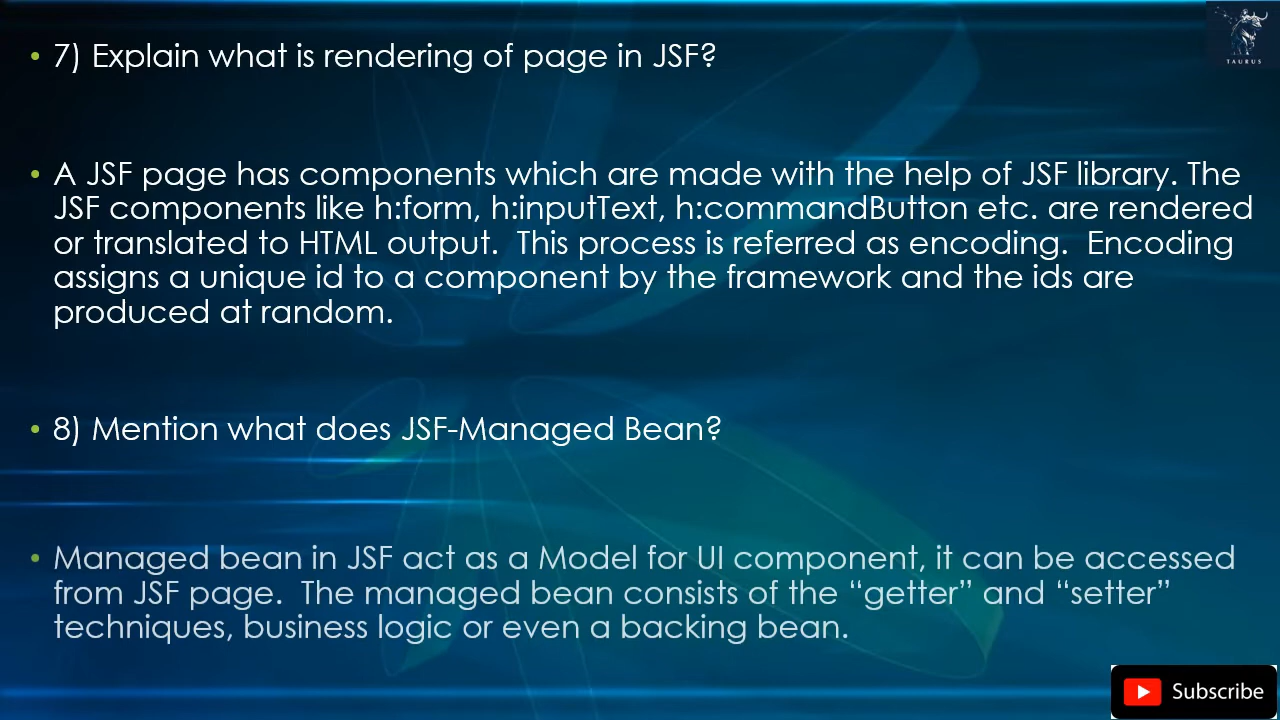 • 7) Explain what is rendering of page in JSF?
TAURUS
• A JSF page has components which are made with the help of JSF library. The
JSF components like h:form, h:inputText, h:commandButton etc. are rendered
or translated to HTML output.  This process is referred as encoding.  Encoding
assigns a unique id to a component by the framework and the ids are
produced at random.
• 8) Mention what does JSF-Managed Bean?
• Managed bean in JSF act as a Model for UI component, it can be accessed
from JSF page.  The managed bean consists of the “getter” and “setter”
techniques, business logic or even a backing bean.
Subscribe